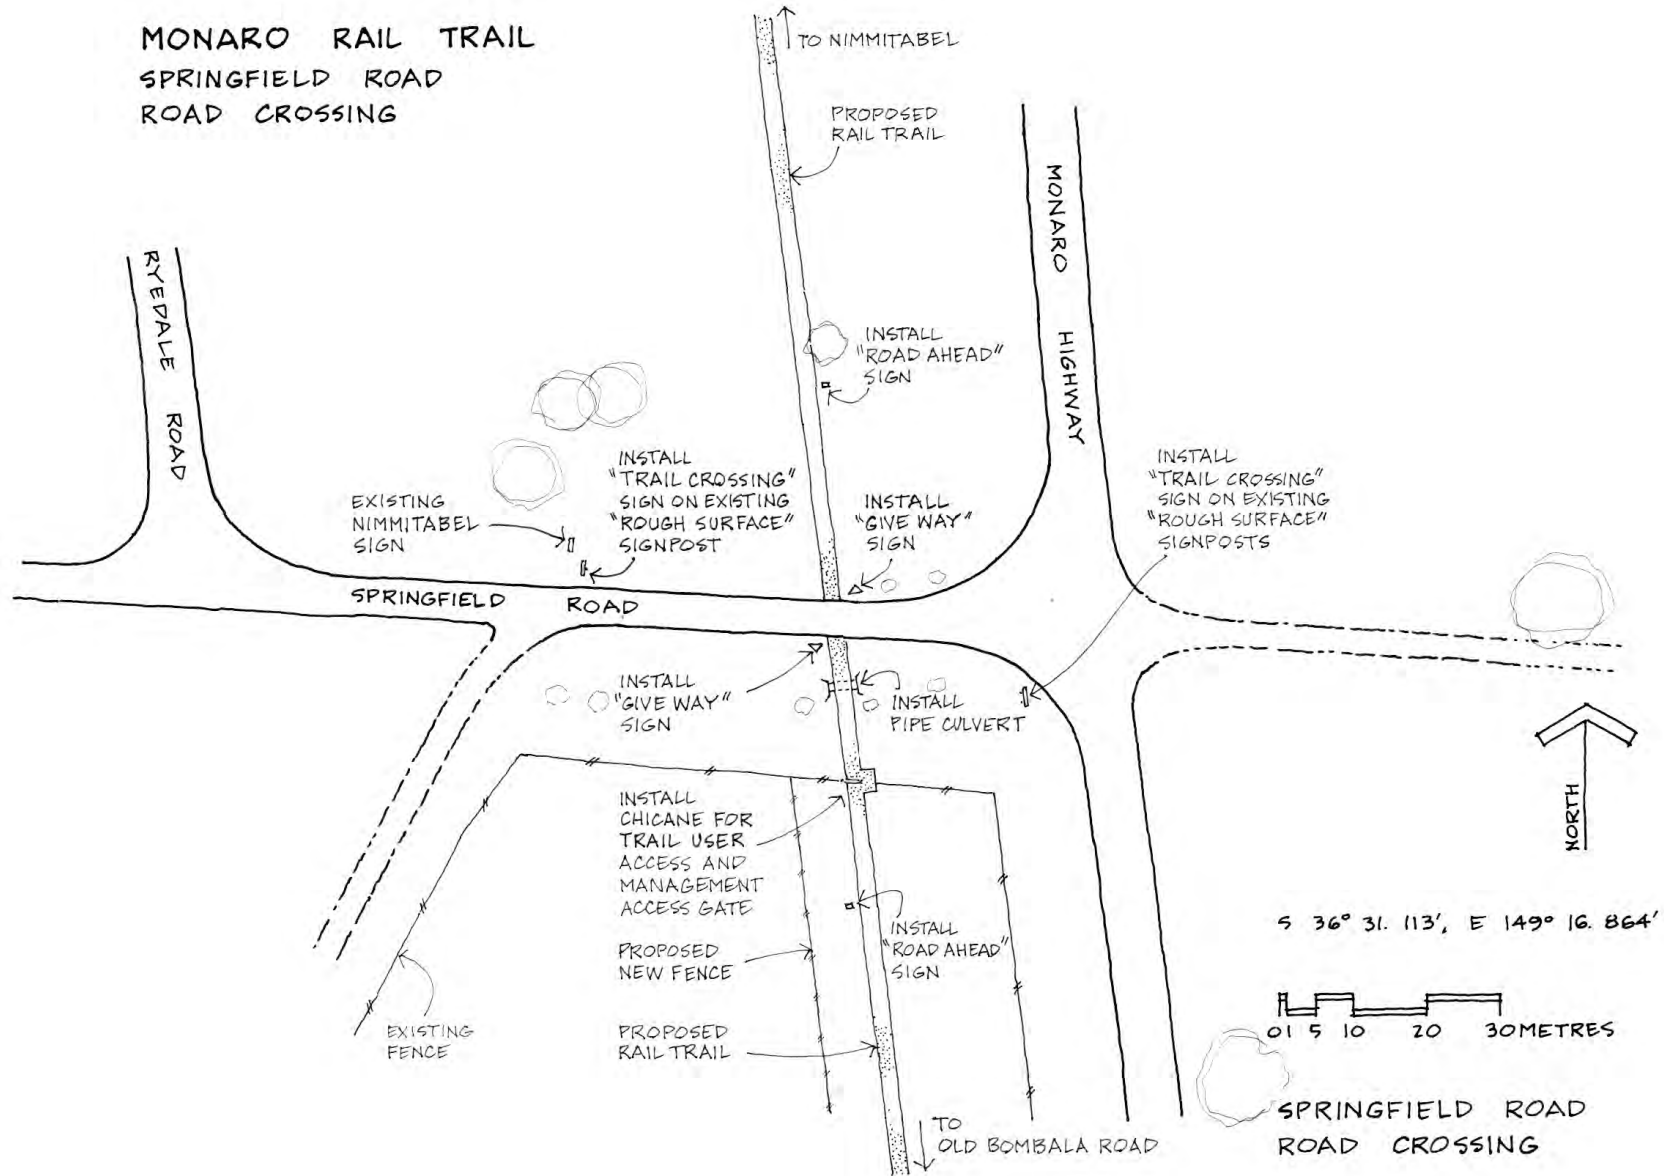 MONARO RAIL TRAIL
SPRINGFIELD ROAD
ROAD CROSSING
TO NIMMITABEL
PROPOSED
RAIL TRAIL
MONARO HIGHWAY
RYEDALE ROAD
INSTALL
"ROAD AHEAD"
SIGN
EXISTING
NIMMITABEL
SIGN
INSTALL
"TRAIL CROSSING"
SIGN ON EXISTING
"ROUGH SURFACE"
SIGNPOST
INSTALL
"GIVE WAY"
SIGN
INSTALL
"TRAIL CROSSING"
SIGN ON EXISTING
"ROUGH SURFACE"
SIGNPOSTS
SPRINGFIELD ROAD
INSTALL
"GIVE WAY"
SIGN
INSTALL
PIPE CULVERT
INSTALL
CHICANE FOR
TRAIL USER
ACCESS AND
MANAGEMENT
ACCESS GATE
NORTH
INSTALL
"ROAD AHEAD"
SIGN
PROPOSED
NEW FENCE
EXISTING
FENCE
PROPOSED
RAIL TRAIL
TO
OLD BOMBALA ROAD
S 36° 31. 113', E 149° 16. 864'
0 1 5 10 20 30 METRES
SPRINGFIELD ROAD
ROAD CROSSING